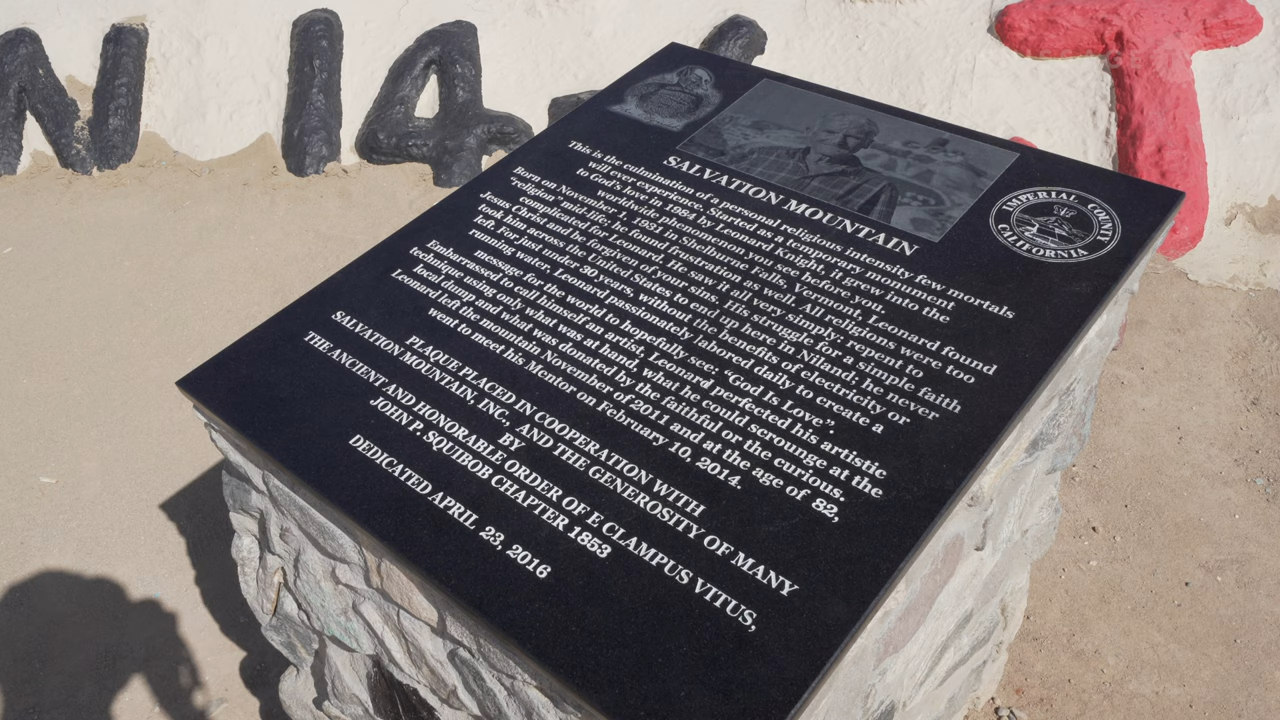 N 14
T
IMPERIAL COUNTY
CALIFORNIA
SALVATION MOUNTAIN
This is the culmination of a personal religious intensity few mortals
will ever experience. Started as a temporary monument
to God's love in 1984 by Leonard Knight, it grew into the
worldwide phenomenon you see before you.
Born on November 1, 1931 in Shelbourne Falls, Vermont, Leonard found
"religion" mid-life; he found frustration as well. All religions were too
complicated for Leonard. He saw it all very simply: repent to
Jesus Christ and be forgiven of your sins. His struggle for a simple faith
took him across the United States to end up here in Niland; he never
left. For just under 30 years, without the benefits of electricity or
running water, Leonard passionately labored daily to create a
message for the world to hopefully see: "God Is Love".
Embarrassed to call himself an artist, Leonard perfected his artistic
technique using only what was at hand, what he could scrounge at the
local dump and what was donated by the faithful or the curious.
Leonard left the mountain November of 2011 and at the age of 82,
went to meet his Mentor on February 10, 2014.
PLAQUE PLACED IN COOPERATION WITH
SALVATION MOUNTAIN, INC., AND THE GENEROSITY OF MANY
BY
THE ANCIENT AND HONORABLE ORDER OF E CLAMPUS VITUS,
JOHN P. SQUIBOB CHAPTER 1853
DEDICATED APRIL 23, 2016